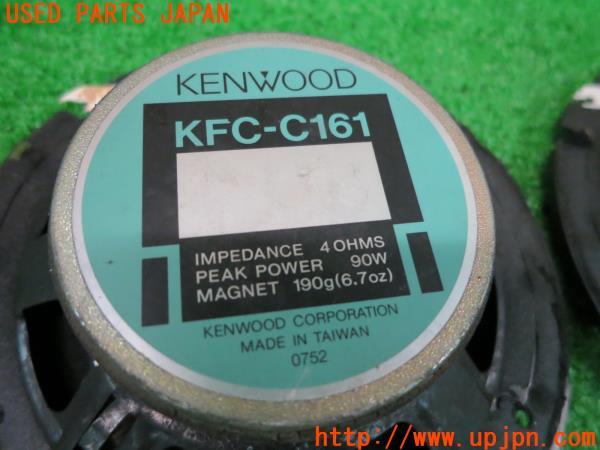 USED PARTS JAPAN
KENWOOD
KFC-C161
IMPEDANCE 4 OHMS
PEAK POWER 90W
MAGNET 190g(6.7oz)
KENWOOD CORPORATION
MADE IN TAIWAN
0752
http://www.upjpn.com/